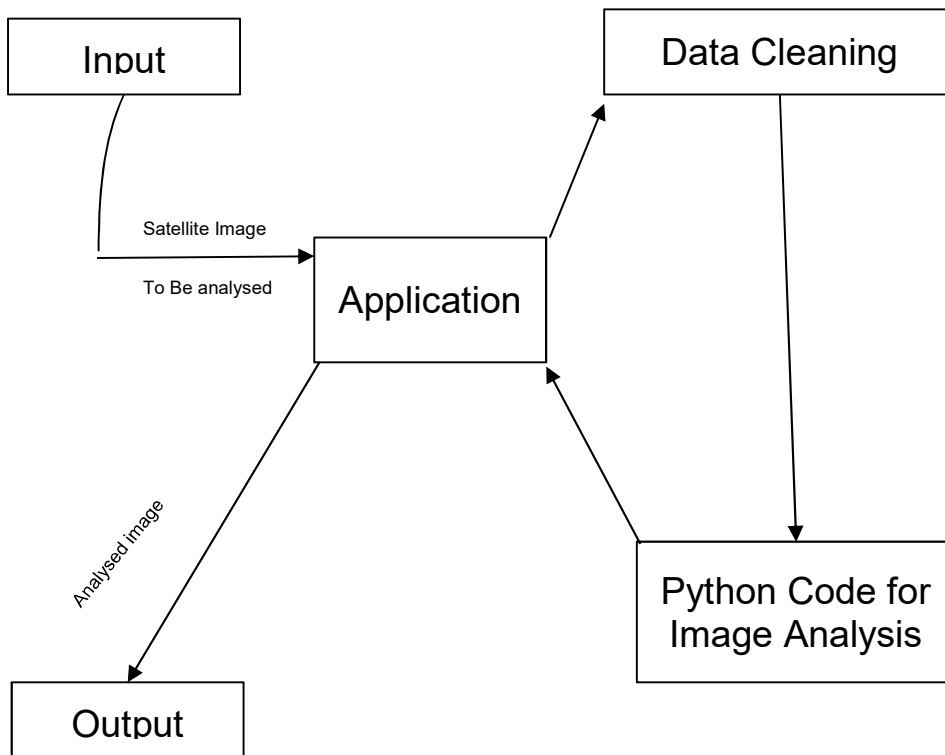 Input
Data Cleaning
Satellite Image
To Be analysed
Application
Analysed image
Python Code for
Image Analysis
Output